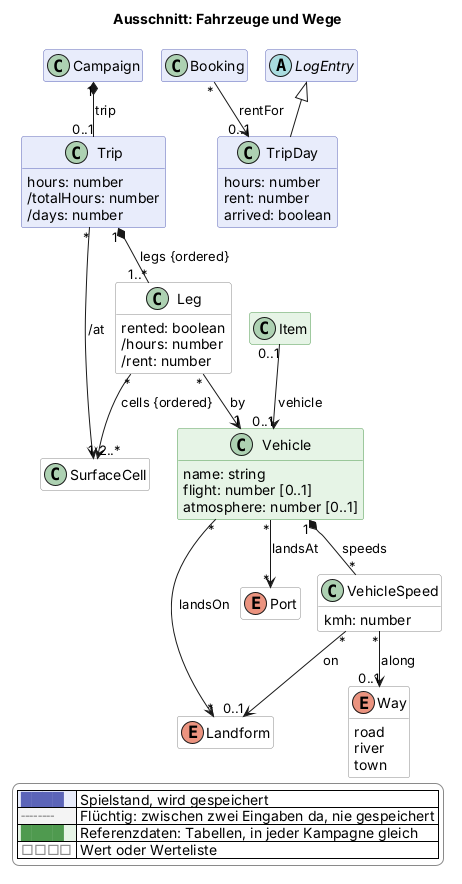 Ausschnitt: Fahrzeuge und Wege
C Campaign
C Booking
A LogEntry
1
trip
0..1
*
rentFor
0..1
C Trip
hours: number
/totalHours: number
/days: number
C TripDay
hours: number
rent: number
arrived: boolean
*
1
legs {ordered}
1..*
/at
C Leg
rented: boolean
/hours: number
/rent: number
C Item
0..1
vehicle
0..1
*
cells {ordered}
2..*
*
by
1
C SurfaceCell
C Vehicle
name: string
flight: number [0..1]
atmosphere: number [0..1]
*
landsOn
*
*
landsAt
*
1
speeds
*
E Port
C VehicleSpeed
kmh: number
*
on
0..1
*
along
0..1
E Landform
E Way
road
river
town
Spielstand, wird gespeichert
Flüchtig: zwischen zwei Eingaben da, nie gespeichert
Referenzdaten: Tabellen, in jeder Kampagne gleich
Wert oder Werteliste